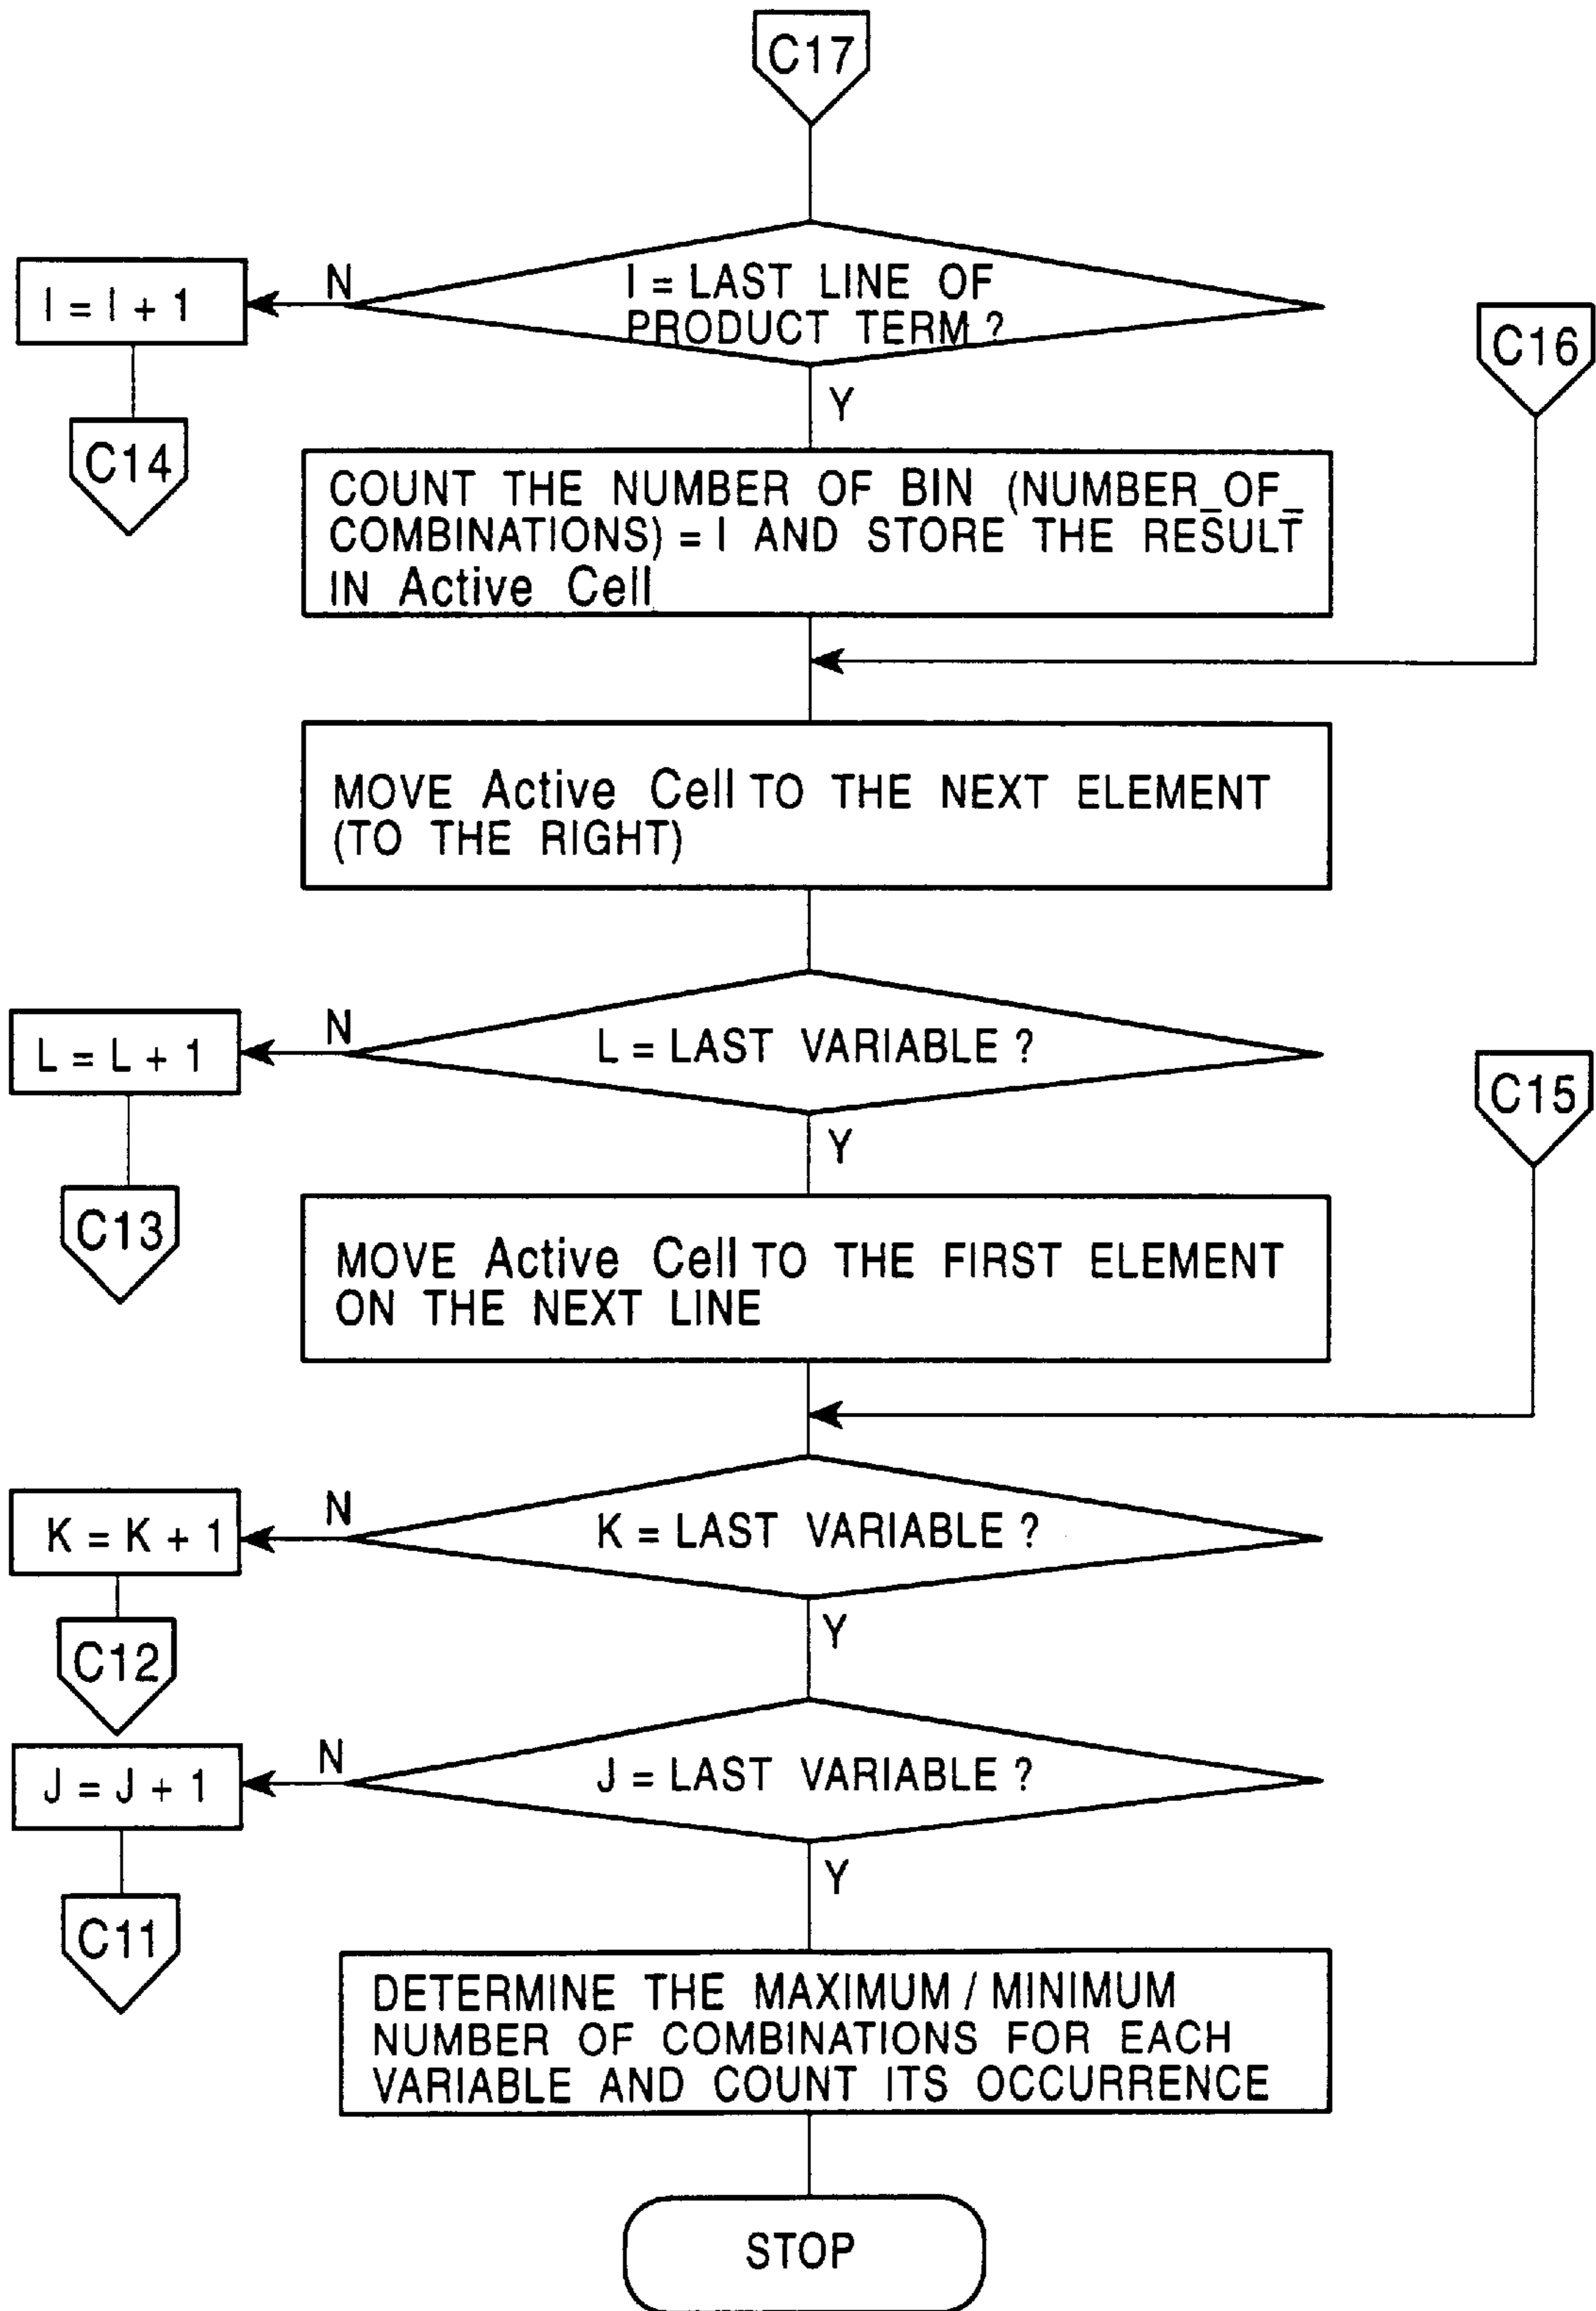 C17
N
I = LAST LINE OF
PRODUCT TERM ?
I = I + 1
C16
Y
C14
COUNT THE NUMBER OF BIN (NUMBER_OF_
COMBINATIONS) = I AND STORE THE RESULT
IN Active Cell
MOVE Active Cell TO THE NEXT ELEMENT
(TO THE RIGHT)
N
L = LAST VARIABLE ?
L = L + 1
C15
Y
C13
MOVE Active Cell TO THE FIRST ELEMENT
ON THE NEXT LINE
N
K = LAST VARIABLE ?
K = K + 1
Y
C12
N
J = LAST VARIABLE ?
J = J + 1
Y
C11
DETERMINE THE MAXIMUM / MINIMUM
NUMBER OF COMBINATIONS FOR EACH
VARIABLE AND COUNT ITS OCCURRENCE
STOP